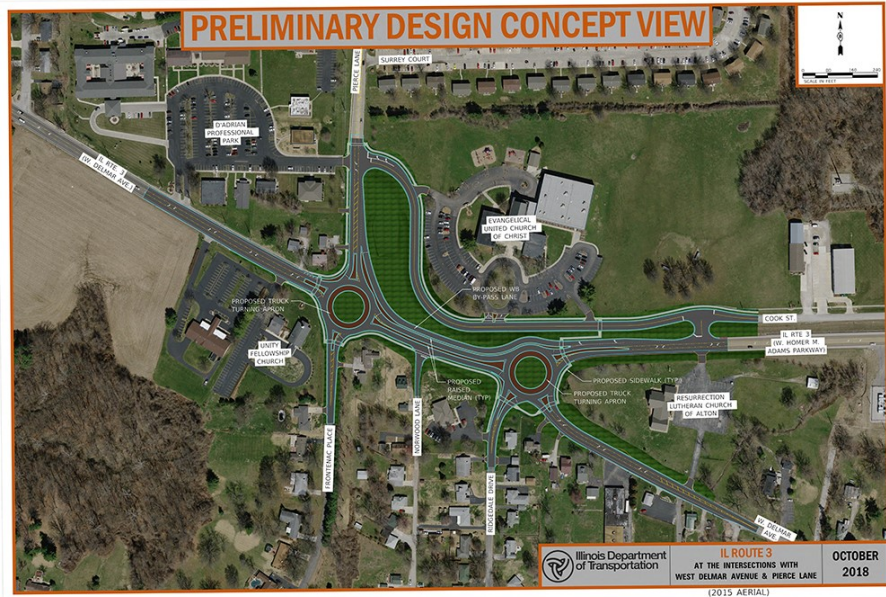 PRELIMINARY DESIGN CONCEPT VIEW
N
SCALE IN FEET
SURREY COURT
PIERCE LANE
D'ADRIAN
PROFESSIONAL
PARK
IL RTE 3
(W. DELMAR AVE.)
EVANGELICAL
UNITED CHURCH
OF CHRIST
PROPOSED WB
BY-PASS LANE
PROPOSED TRUCK
TURNING APRON
COOK ST.
IL RTE 3
(W. HOMER M.
ADAMS PARKWAY)
UNITY
FELLOWSHIP
CHURCH
PROPOSED
RAISED
MEDIAN (TYP)
PROPOSED SIDEWALK (TYP)
PROPOSED TRUCK
TURNING APRON
RESURRECTION
LUTHERAN CHURCH
OF ALTON
FRONTENAC PLACE
NORWOOD LANE
RIDGEDALE DRIVE
W. DELMAR
AVE
Illinois Department
of Transportation
IL ROUTE 3
AT THE INTERSECTIONS WITH
WEST DELMAR AVENUE & PIERCE LANE
OCTOBER
2018
(2015 AERIAL)